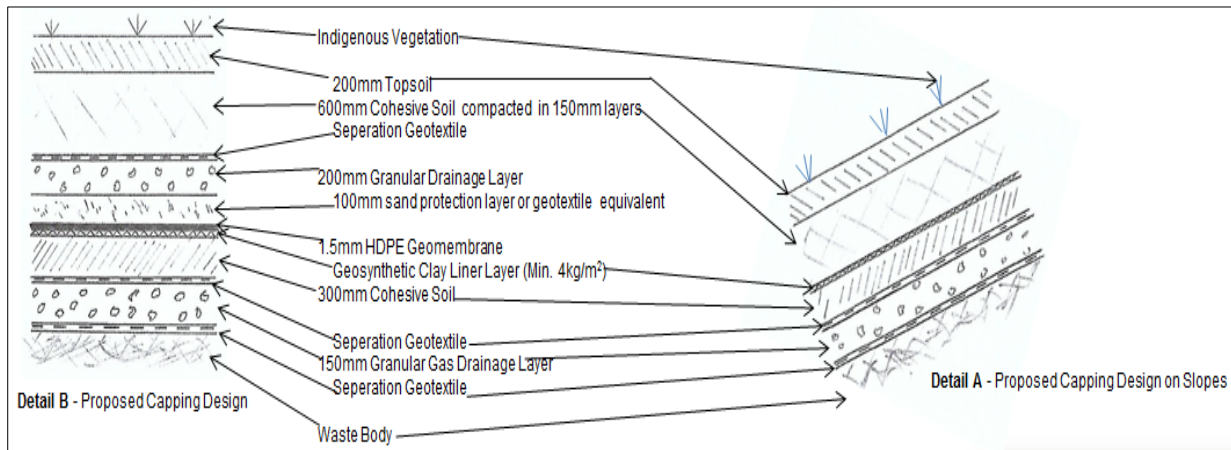 Indigenous Vegetation
200mm Topsoil
600mm Cohesive Soil compacted in 150mm layers
Seperation Geotextile
200mm Granular Drainage Layer
100mm sand protection layer or geotextile equivalent
1.5mm HDPE Geomembrane
Geosynthetic Clay Liner Layer (Min. 4kg/m²)
300mm Cohesive Soil
Seperation Geotextile
150mm Granular Gas Drainage Layer
Seperation Geotextile
Waste Body
Detail B - Proposed Capping Design
Detail A - Proposed Capping Design on Slopes